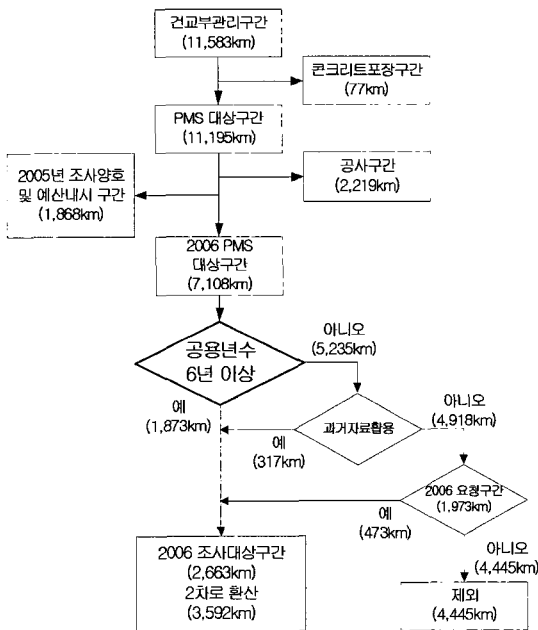 건교부관리구간
(11,583km)
콘크리트포장구간
(77km)
PMS 대상구간
(11,195km)
2005년 조사양호
및 예산내시 구간
(1,868km)
공사구간
(2,219km)
2006 PMS
대상구간
(7,108km)
공용년수
6년 이상
아니오
(5,235km)
예
(1,873km)
과거자료활용
아니오
(4,918km)
예
(317km)
2006 요청구간
(1,973km)
예
(473km)
아니오
(4,445km)
2006 조사대상구간
(2,663km)
2차로 환산
(3,592km)
제외
(4,445km)